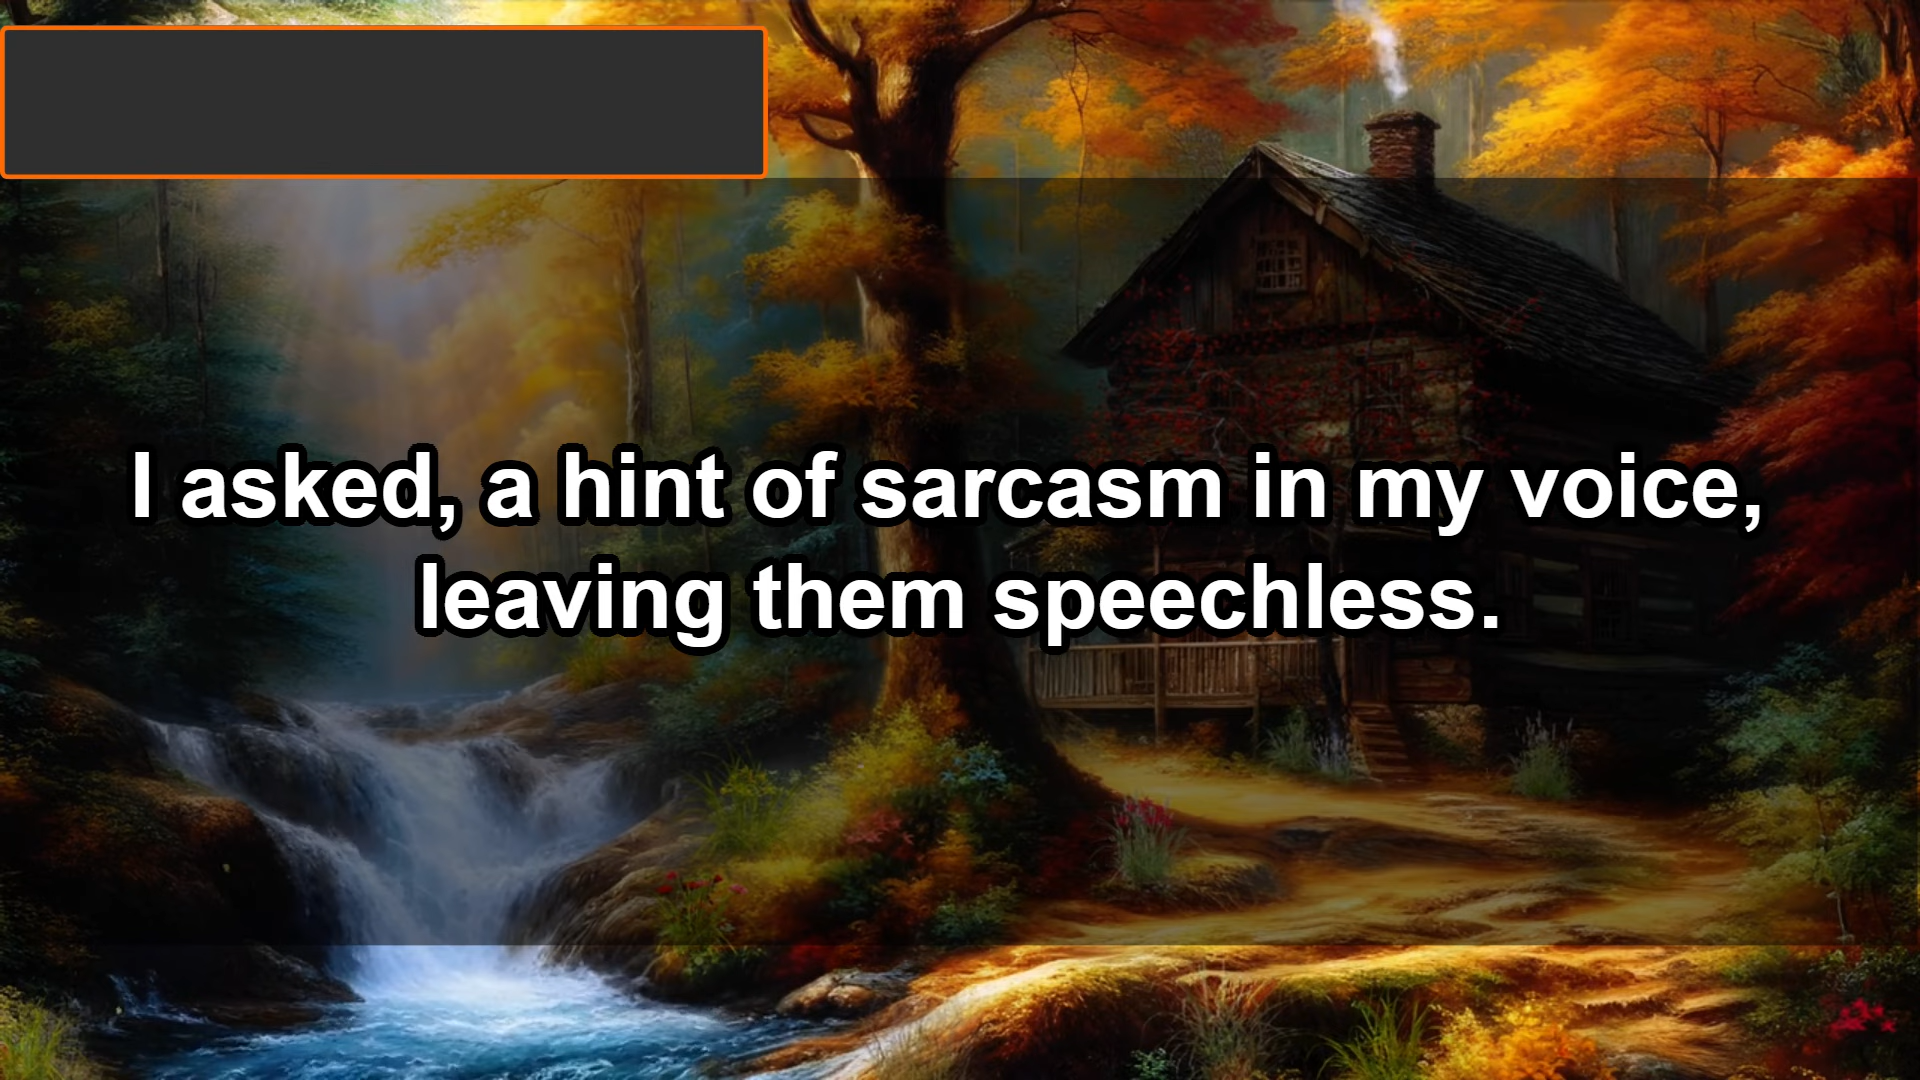 I asked, a hint of sarcasm in my voice,
leaving them speechless.